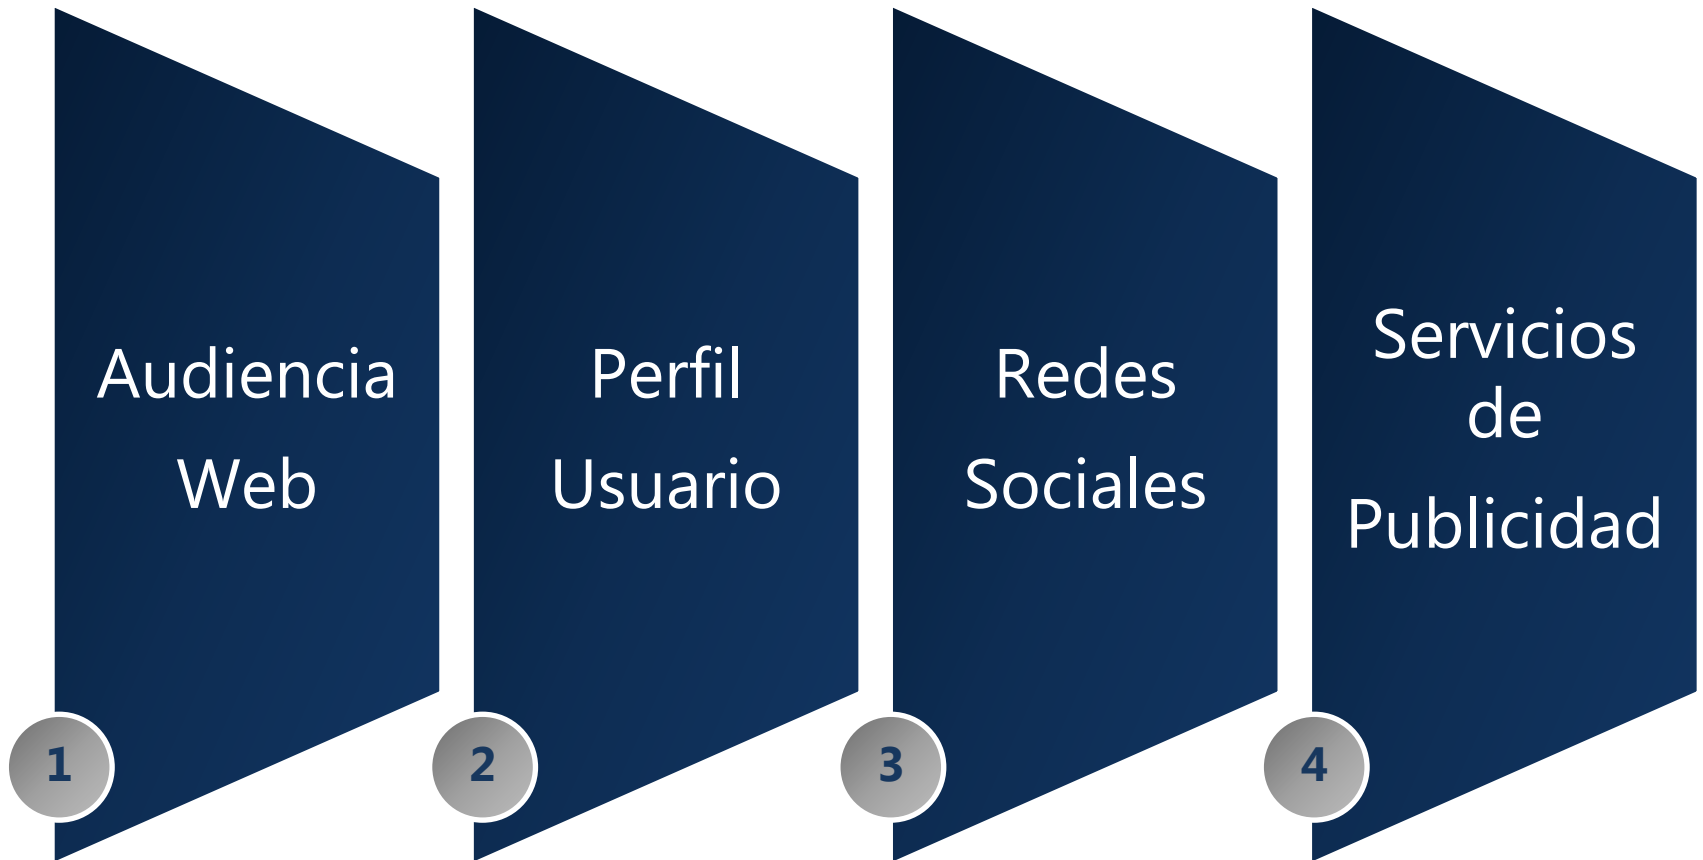 Audiencia
Web
1
Perfil
Usuario
2
Redes
Sociales
3
Servicios
de
Publicidad
4